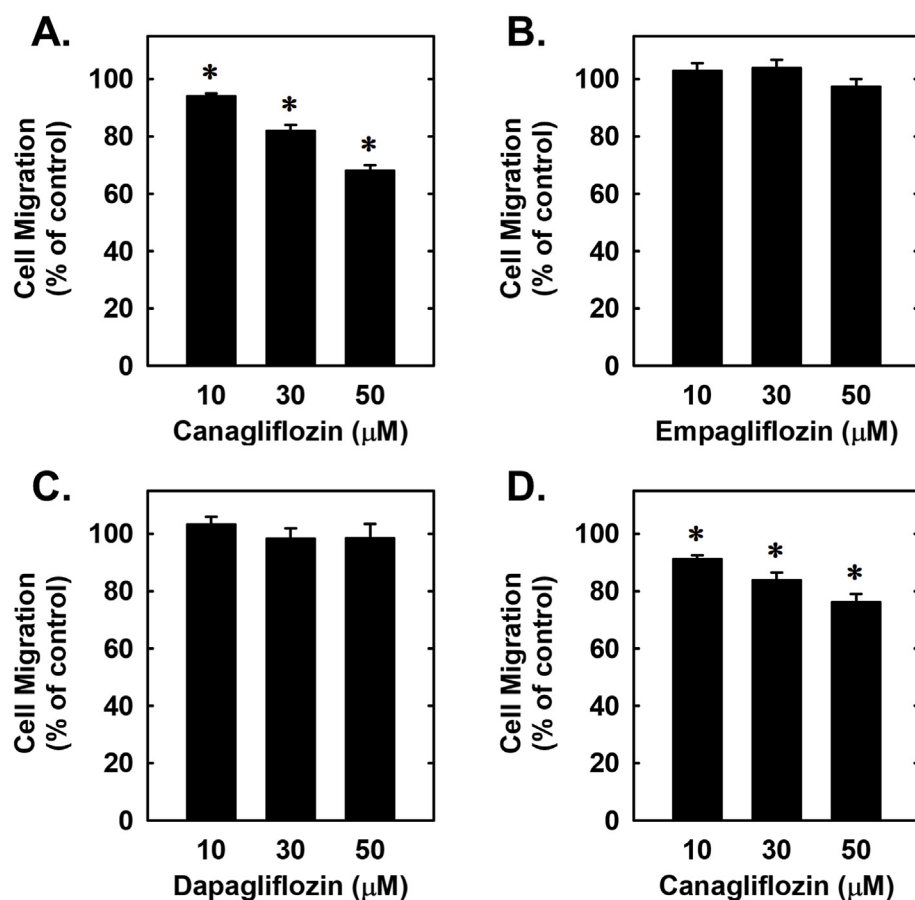 A.
Cell Migration
(% of control)
100
80
60
40
20
0
*
*
*
10 30 50
Canagliflozin (μM)
B.
Cell Migration
(% of control)
100
80
60
40
20
0
10 30 50
Empagliflozin (μM)
C.
Cell Migration
(% of control)
100
80
60
40
20
0
10 30 50
Dapagliflozin (μM)
D.
Cell Migration
(% of control)
100
80
60
40
20
0
*
*
*
10 30 50
Canagliflozin (μM)